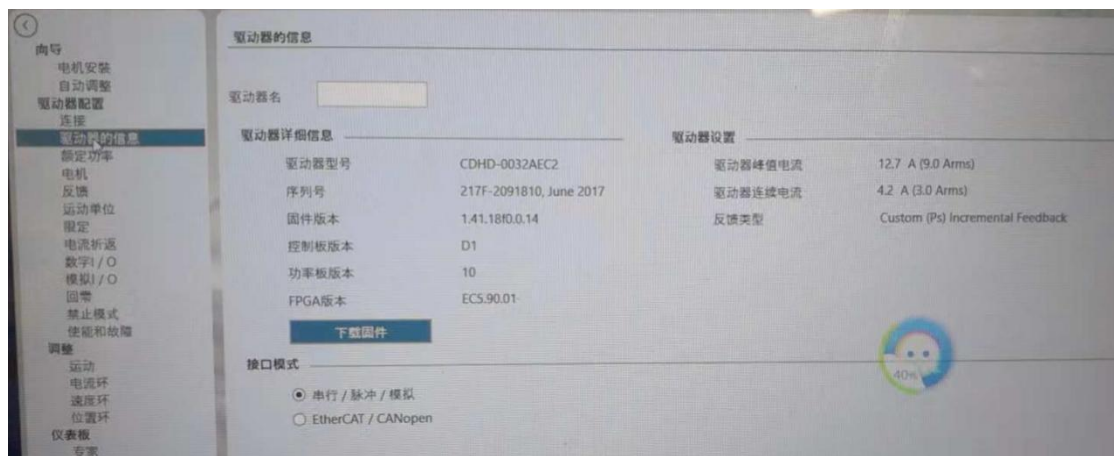 向导
电机安装
自动调整
驱动器配置
连接
驱动器的信息
额定功率
电机
反馈
运动单位
限定
电流折返
数字I / O
模拟I / O
回零
禁止模式
使能和故障
调整
运动
电流环
速度环
位置环
仪表板
专家
驱动器的信息
驱动器名
驱动器详细信息
驱动器型号 CDHD-0032AEC2
序列号 217F-2091810, June 2017
固件版本 1.41.18f0.0.14
控制板版本 D1
功率板版本 10
FPGA版本 EC5.90.01
下载固件
接口模式
串行 / 脉冲 / 模拟
EtherCAT / CANopen
驱动器设置
驱动器峰值电流 12.7 A (9.0 Arms)
驱动器连续电流 4.2 A (3.0 Arms)
反馈类型 Custom (Ps) Incremental Feedback
40%